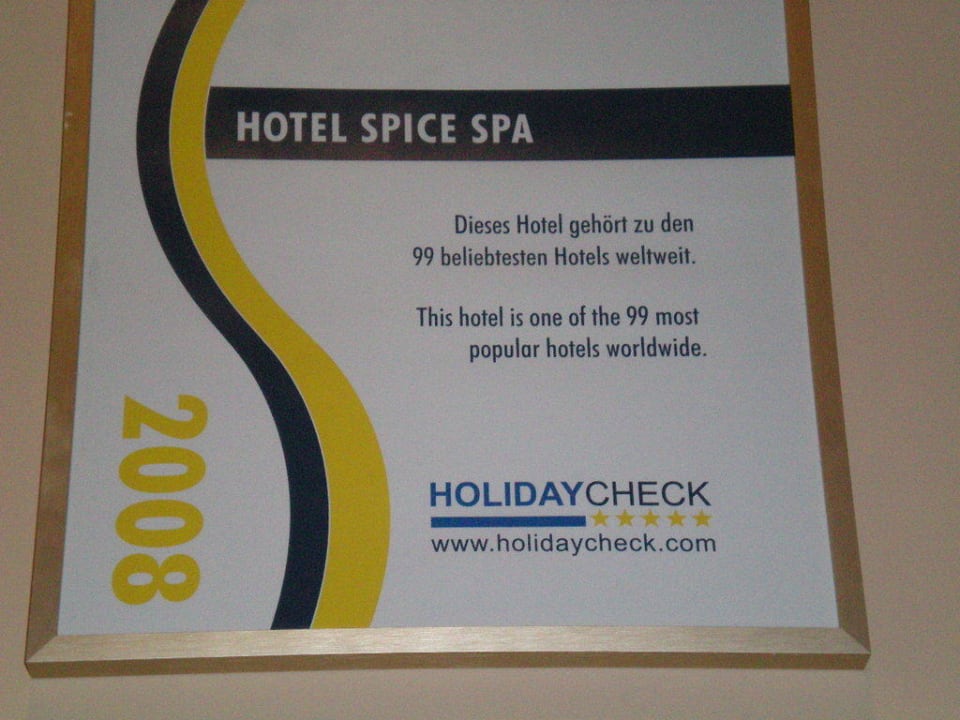 HOTEL SPICE SPA
Dieses Hotel gehört zu den
99 beliebtesten Hotels weltweit.
This hotel is one of the 99 most
popular hotels worldwide.
2008
HOLIDAYCHECK
www.holidaycheck.com